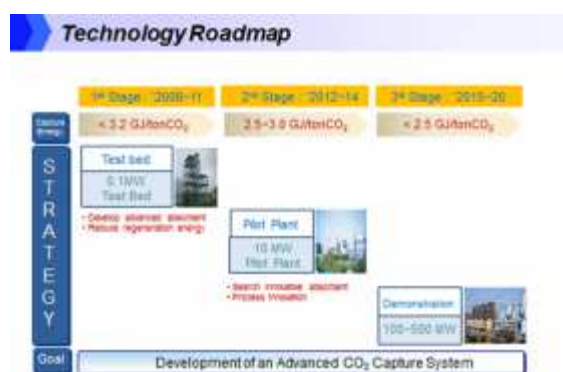 Technology Roadmap
1st Stage : '2008~11
2nd Stage : '2012~14
3rd Stage : '2015~20
Capture Energy
< 3.2 GJ/tonCO2
2.5~3.0 GJ/tonCO2
< 2.5 GJ/tonCO2
STRATEGY
Test bed
0.1MW
Test Bed
• Develop advanced absorbent
• Reduce regeneration energy
Pilot Plant
10 MW
Pilot Plant
• Search innovative absorbent
• Process innovation
Demonstration
100~500 MW
Goal
Development of an Advanced CO2 Capture System